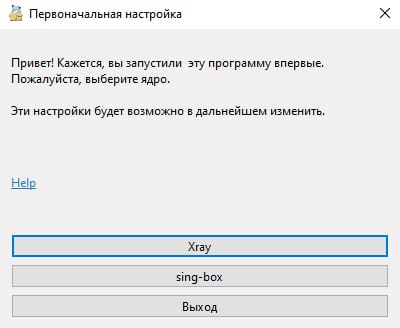 Первоначальная настройка
Привет! Кажется, вы запустили эту программу впервые.
Пожалуйста, выберите ядро.
Эти настройки будет возможно в дальнейшем изменить.
Help
Xray
sing-box
Выход